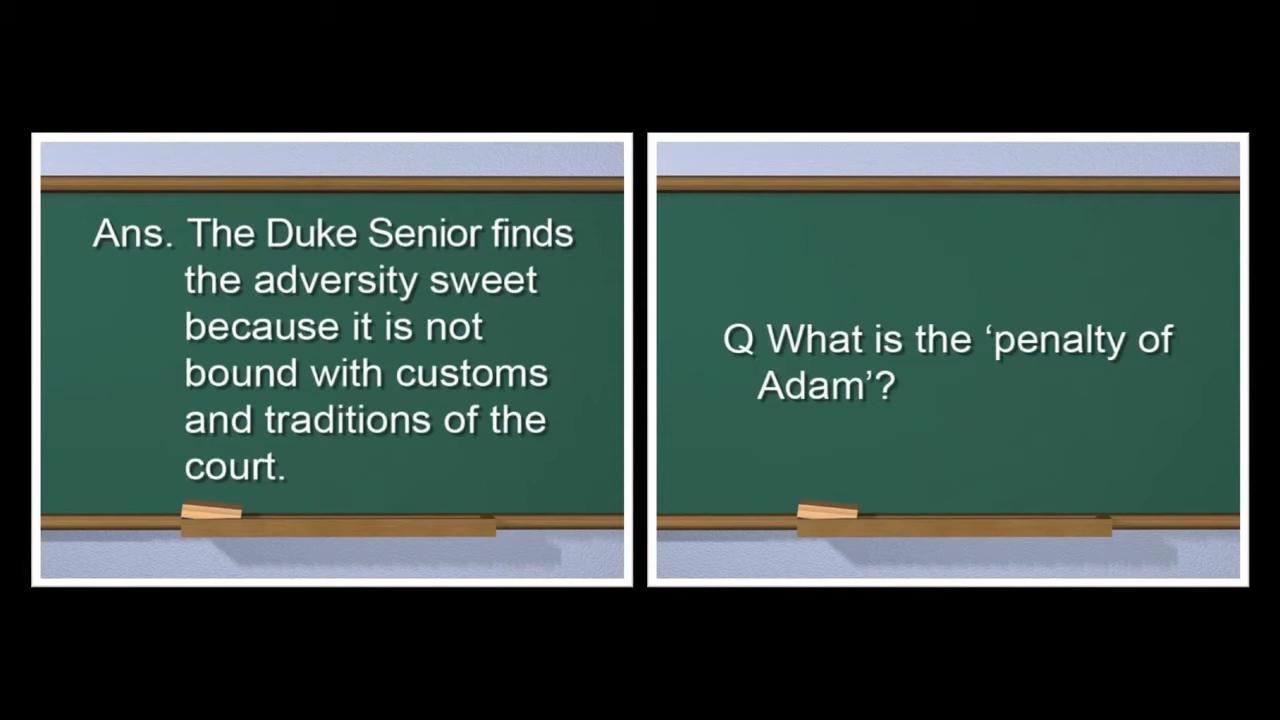 Ans. The Duke Senior finds
the adversity sweet
because it is not
bound with customs
and traditions of the
court.
Q What is the ‘penalty of
Adam’?